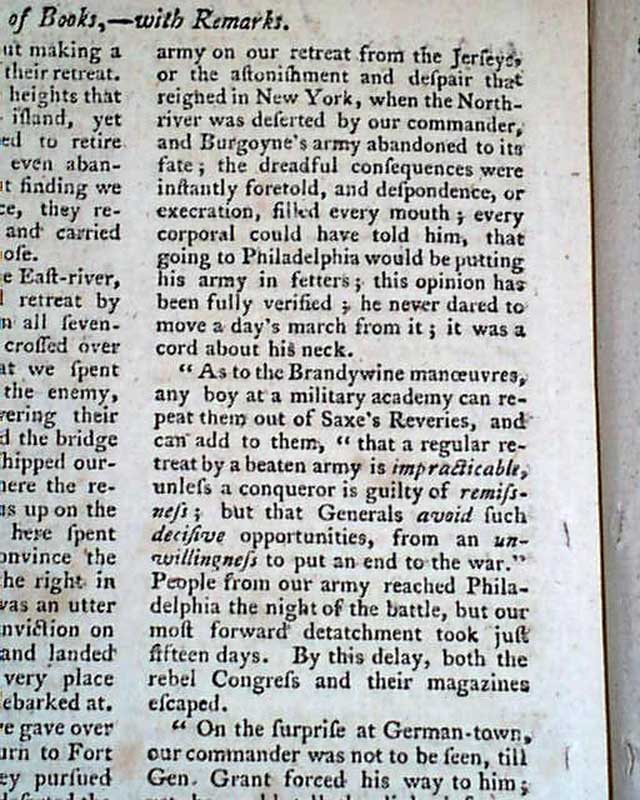 of Books,—with Remarks.
ut making a
their retreat.
heights that
iſland, yet
ed to retire
even aban-
t finding we
ce, they re-
and carried
oſe.
e Eaſt-river,
retreat by
n all ſeven-
croſſed over
at we ſpent
the enemy,
vering their
d the bridge
ſhipped our-
here the re-
us up on the
here ſpent
onvince the
he right in
was an utter
nviction on
and landed
very place
ebarked at.
e gave over
urn to Fort
ey purſued
army on our retreat from the Jerſeys,
or the aſtoniſhment and deſpair that
reigned in New York, when the North-
river was deſerted by our commander,
and Burgoyne's army abandoned to its
fate; the dreadful conſequences were
inſtantly foretold, and deſpondence, or
execration, filled every mouth; every
corporal could have told him, that
going to Philadelphia would be putting
his army in fetters; this opinion has
been fully verified; he never dared to
move a day's march from it; it was a
cord about his neck.
“ As to the Brandywine manœuvres,
any boy at a military academy can re-
peat them out of Saxe's Reveries, and
can add to them, “ that a regular re-
treat by a beaten army is impracticable,
unleſs a conqueror is guilty of remiſſ-
neſs; but that Generals avoid ſuch
deciſive opportunities, from an un-
willingneſs to put an end to the war.”
People from our army reached Phila-
delphia the night of the battle, but our
moſt forward detatchment took juſt
fifteen days. By this delay, both the
rebel Congreſs and their magazines
eſcaped.
“ On the ſurpriſe at German-town,
our commander was not to be ſeen, till
Gen. Grant forced his way to him;